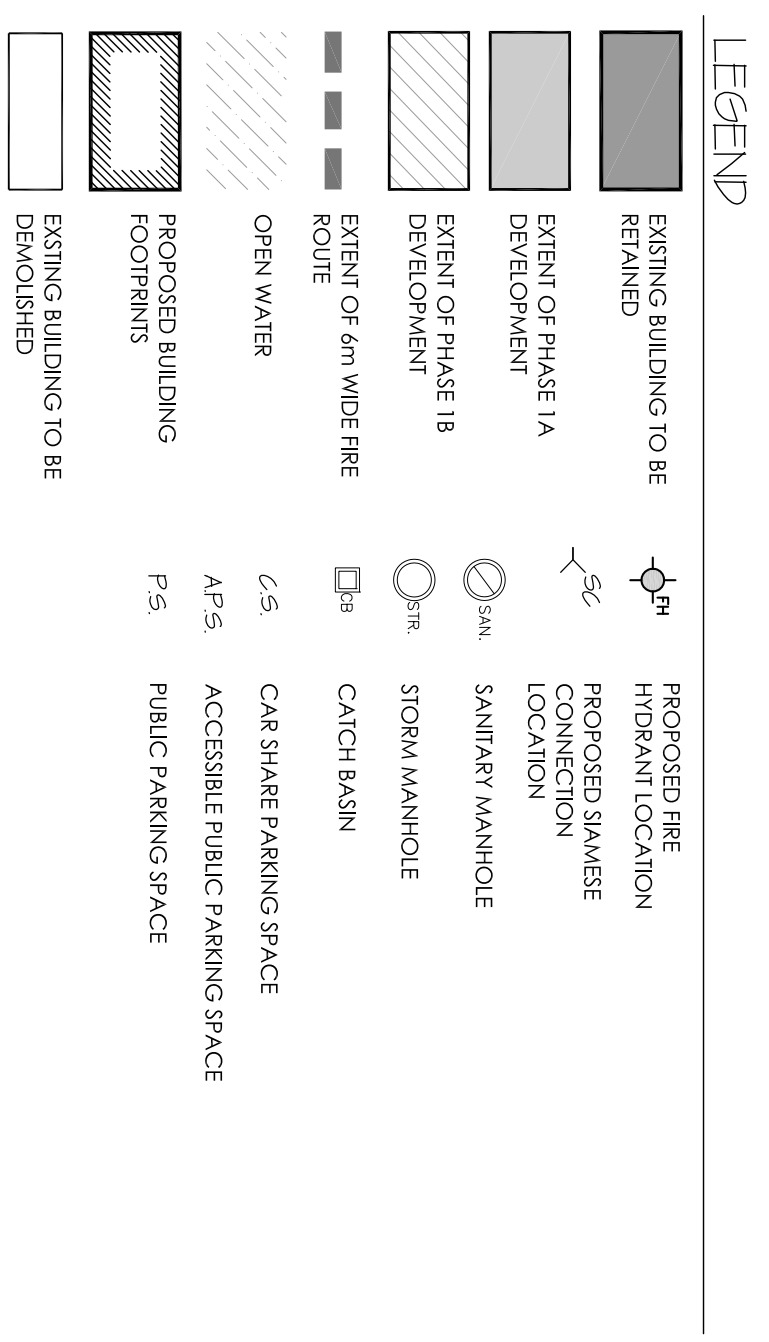 LEGEND
EXISTING BUILDING TO BE
RETAINED
EXTENT OF PHASE 1A
DEVELOPMENT
EXTENT OF PHASE 1B
DEVELOPMENT
EXTENT OF 6m WIDE FIRE
ROUTE
OPEN WATER
PROPOSED BUILDING
FOOTPRINTS
EXSTING BUILDING TO BE
DEMOLISHED
FH
PROPOSED FIRE
HYDRANT LOCATION
SC
PROPOSED SIAMESE
CONNECTION
LOCATION
SAN.
SANITARY MANHOLE
STR.
STORM MANHOLE
CB
CATCH BASIN
C.S.
CAR SHARE PARKING SPACE
A.P.S.
ACCESSIBLE PUBLIC PARKING SPACE
P.S.
PUBLIC PARKING SPACE